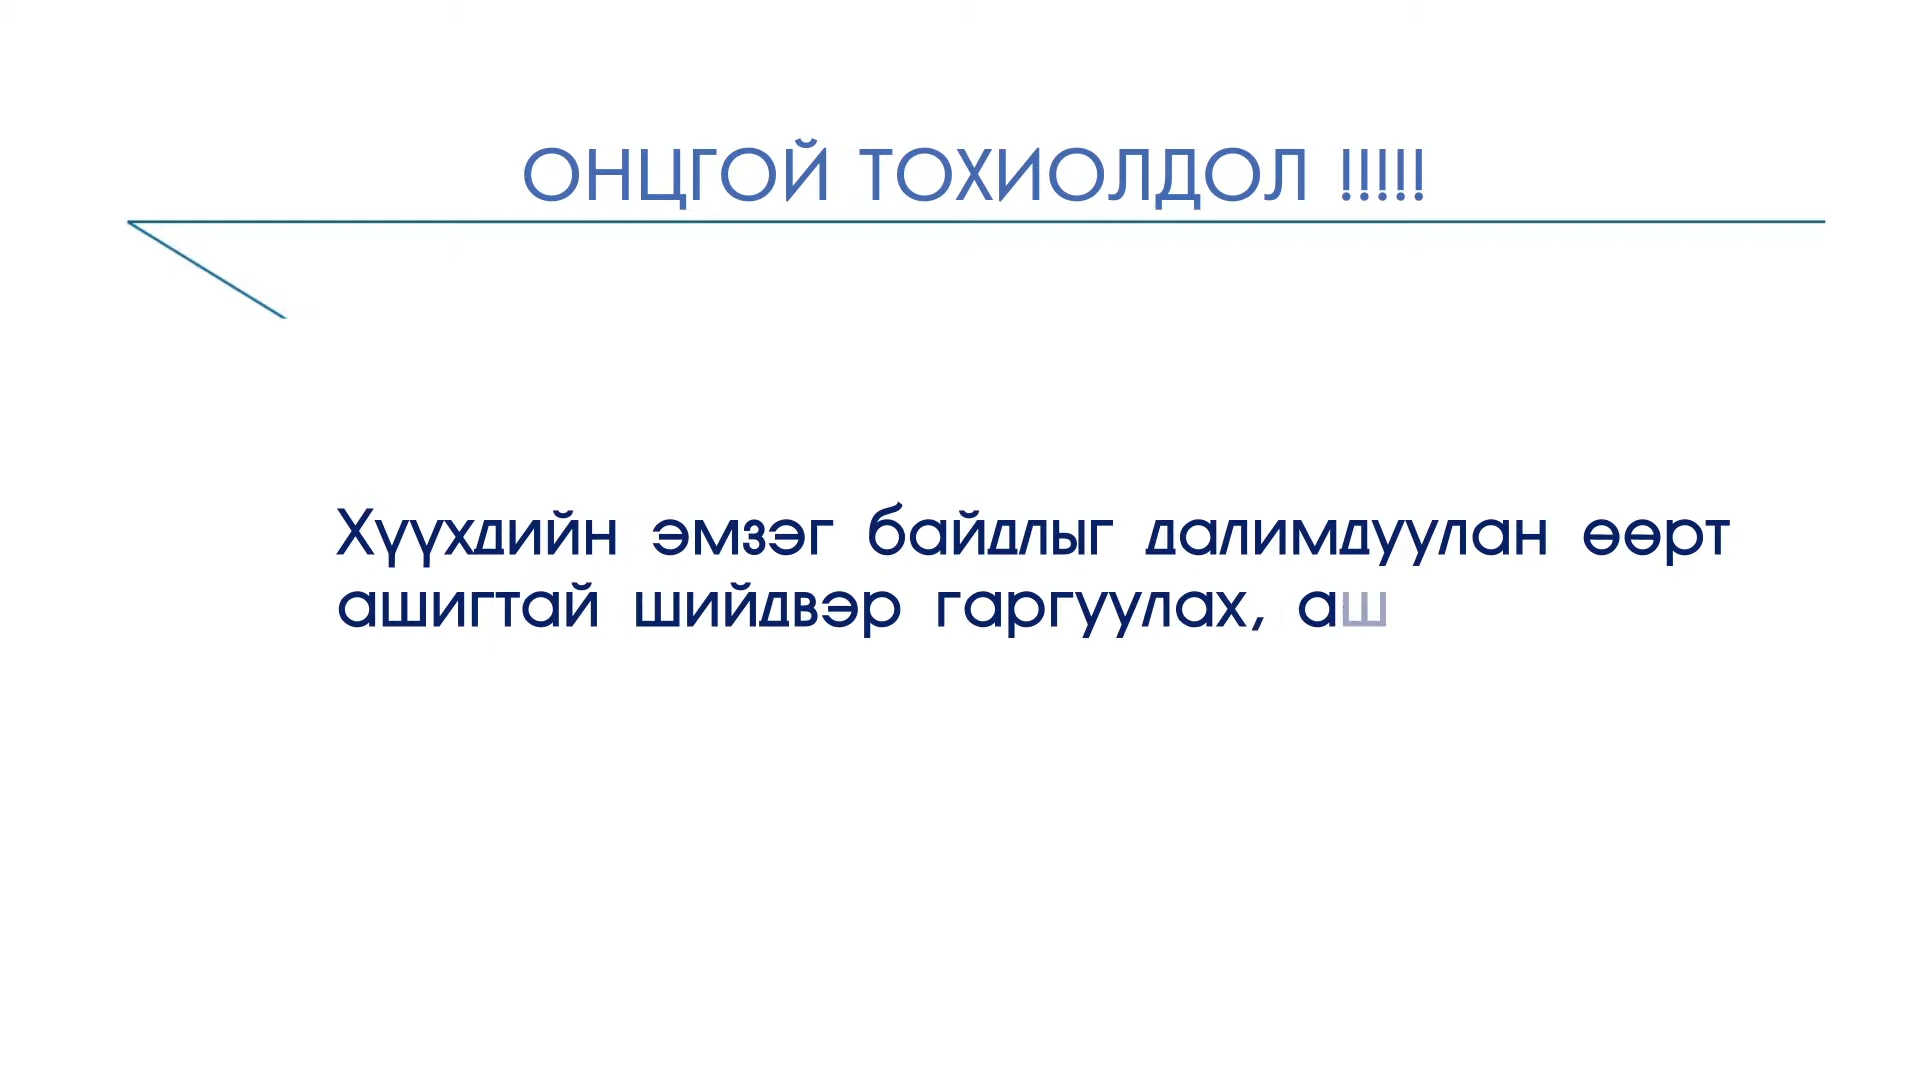 ОНЦГОЙ ТОХИОЛДОЛ !!!!!
Хүүхдийн эмзэг байдлыг далимдуулан өөрт
ашигтай шийдвэр гаргуулах, аш